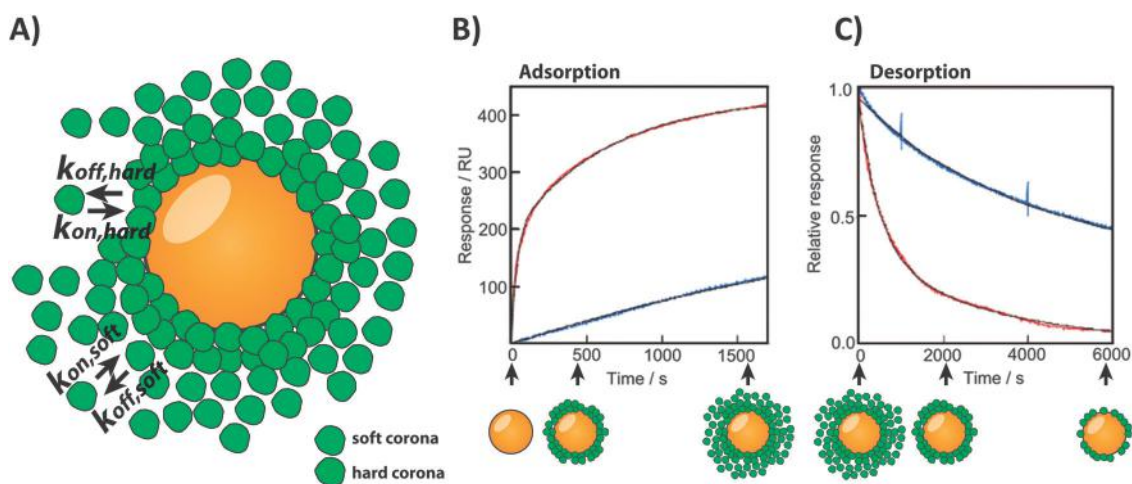 A)
koff,hard
kon,hard
kon,soft
koff,soft
soft corona
hard corona
B)
Adsorption
Response / RU
400
300
200
100
0
500
1000
1500
Time / s
C)
Desorption
Relative response
1.0
0.5
0.0
0
2000
4000
6000
Time / s